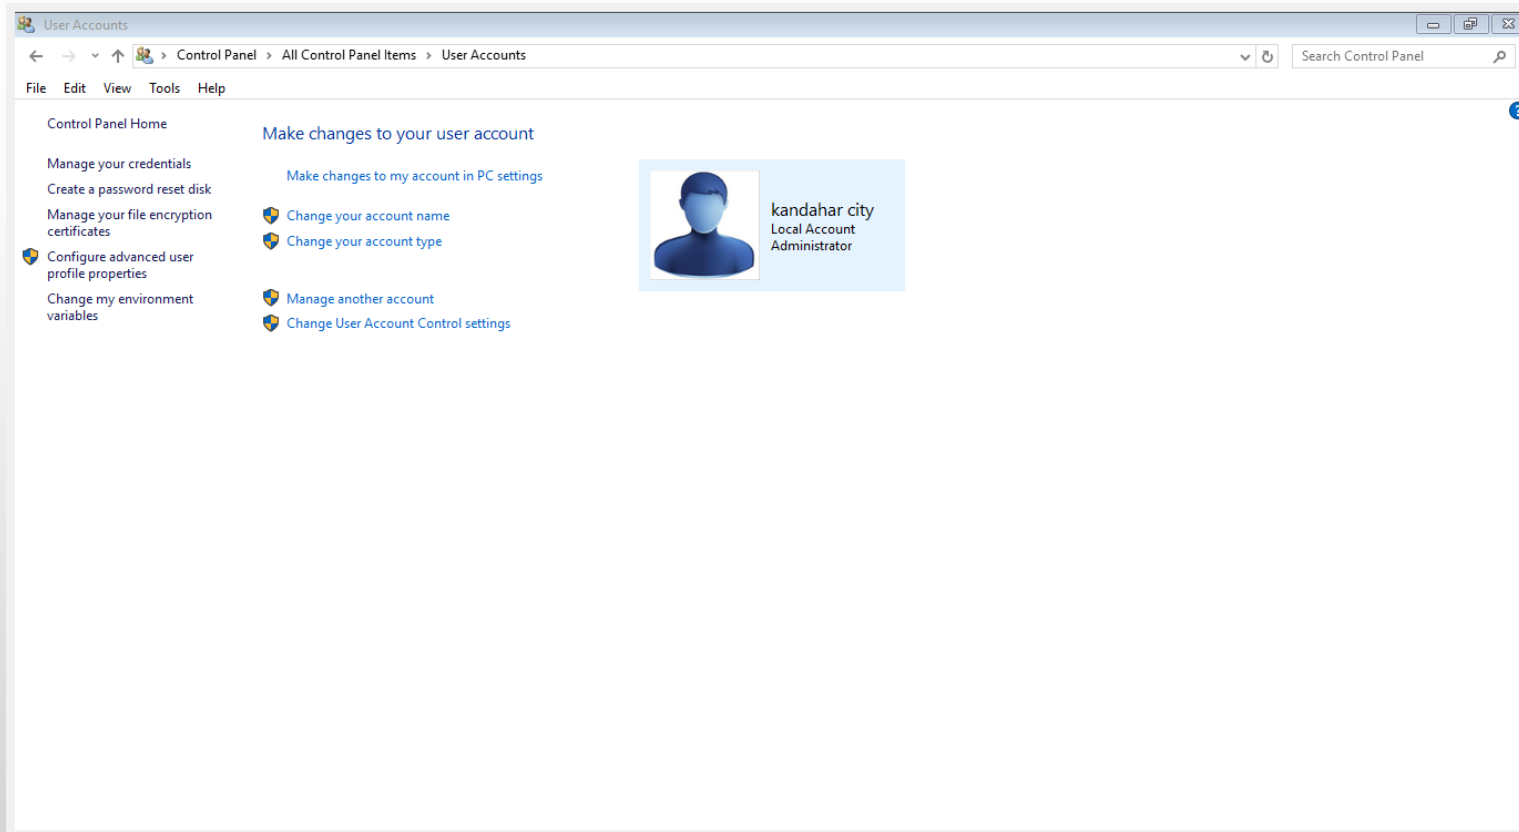 User Accounts
Control Panel > All Control Panel Items > User Accounts
Search Control Panel
File Edit View Tools Help
Control Panel Home
Manage your credentials
Create a password reset disk
Manage your file encryption
certificates
Configure advanced user
profile properties
Change my environment
variables
Make changes to your user account
Make changes to my account in PC settings
Change your account name
Change your account type
Manage another account
Change User Account Control settings
kandahar city
Local Account
Administrator